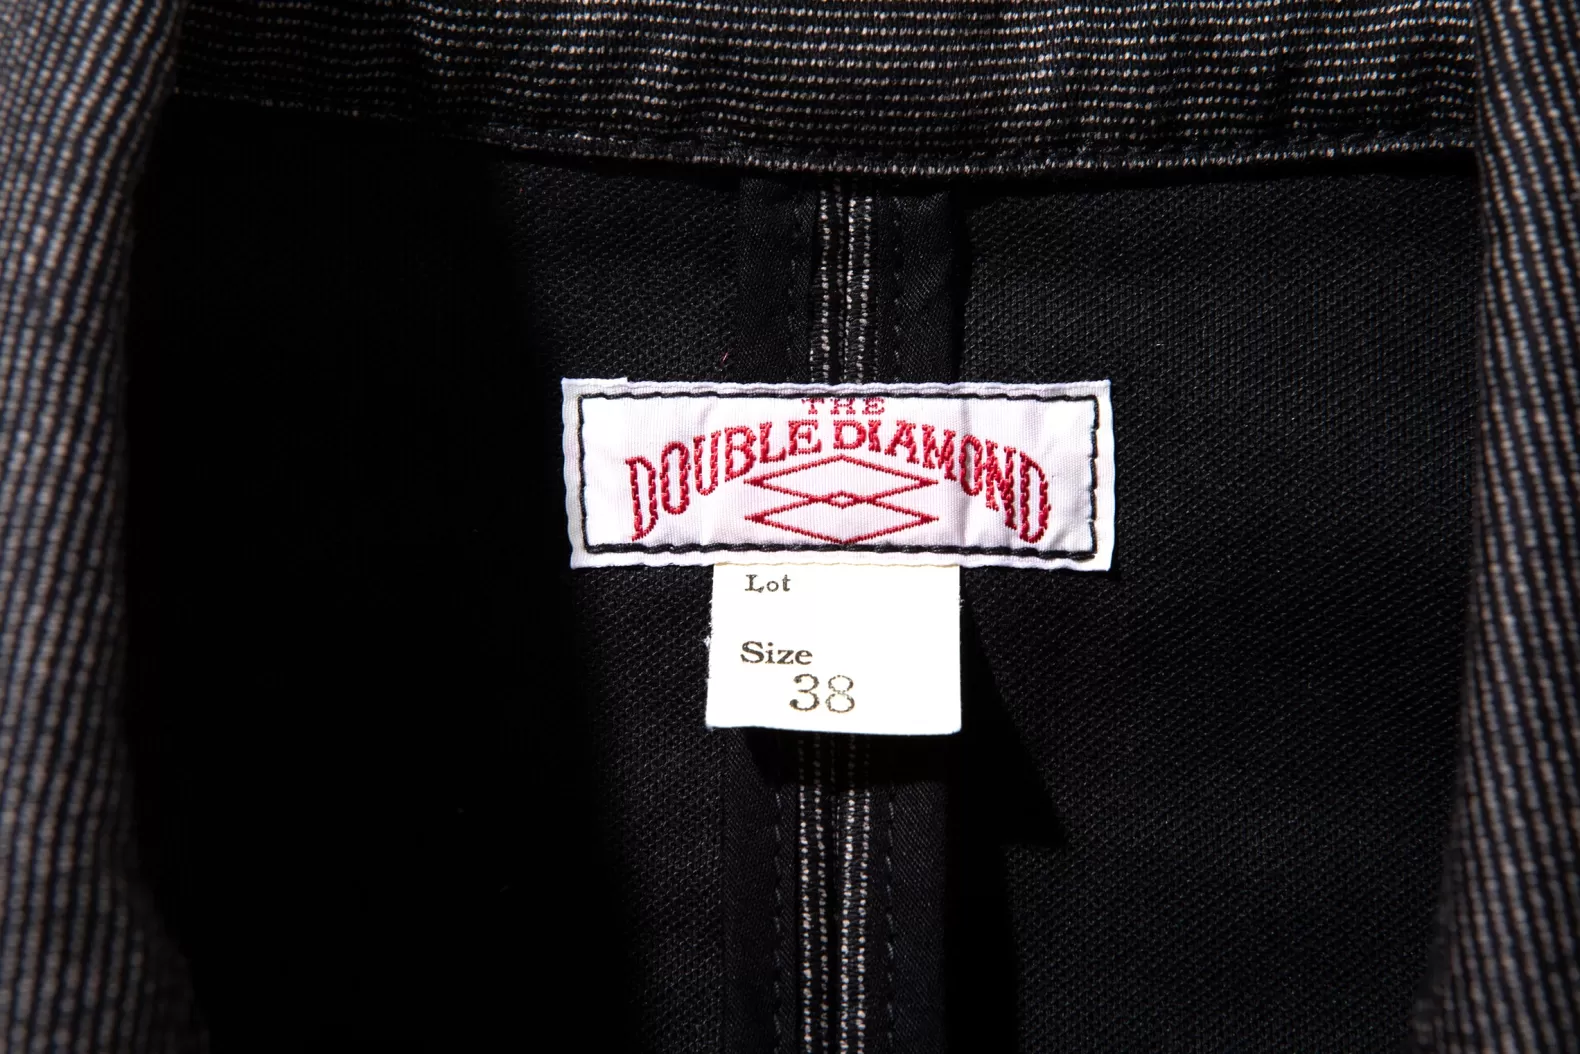 THE
DOUBLE DIAMOND
Lot
Size
38